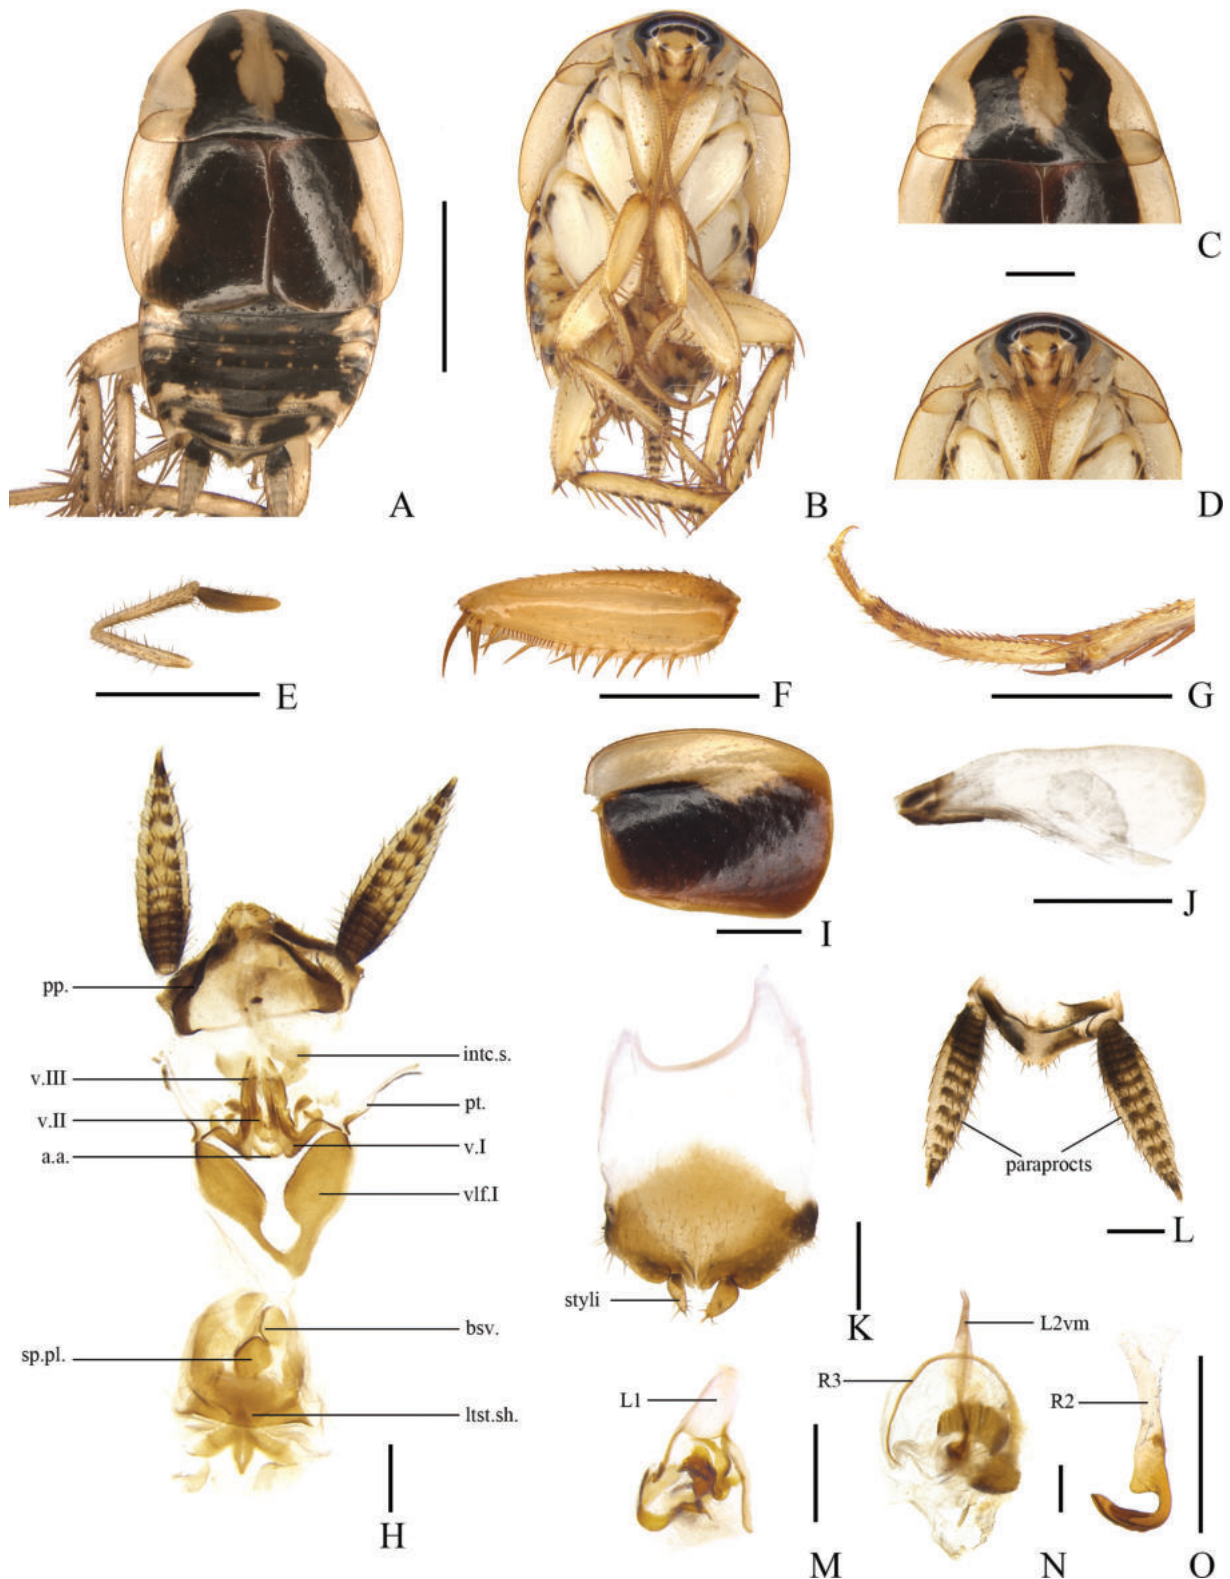 A
B
C
D
E
F
G
H
pp.
intc.s.
v.III
pt.
v.II
v.I
a.a.
vlf.I
bsv.
sp.pl.
ltst.sh.
I
J
K
styli
paraprocts
L
L1
M
L2vm
R3
N
R2
O